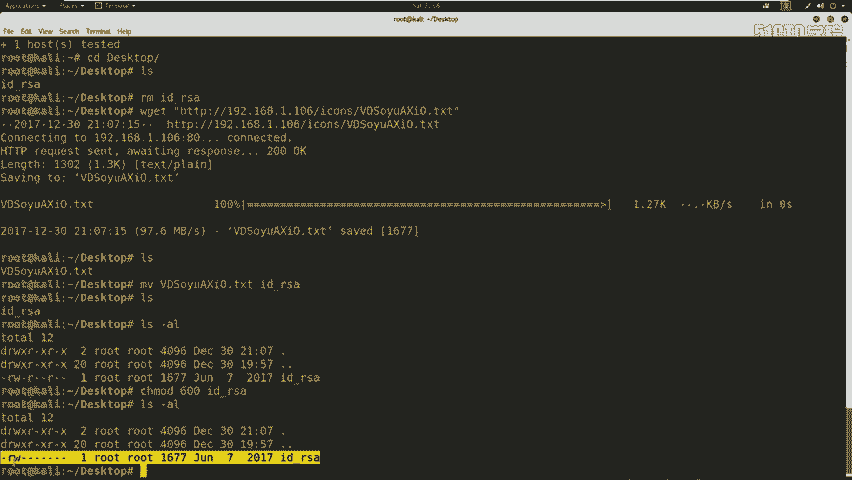 Applications
root@kali: ~/Desktop
File Edit View Search Terminal Help
+ 1 host(s) tested
root@kali:~# cd Desktop/
root@kali:~/Desktop# ls
id_rsa
root@kali:~/Desktop# rm id_rsa
root@kali:~/Desktop# wget "http://192.168.1.106/icons/VDSoyuAXiO.txt"
--2017-12-30 21:07:15-- http://192.168.1.106/icons/VDSoyuAXiO.txt
Connecting to 192.168.1.106:80... connected.
HTTP request sent, awaiting response... 200 OK
Length: 1302 (1.3K) [text/plain]
Saving to: ‘VDSoyuAXiO.txt’
VDSoyuAXiO.txt 100%[===================================================>] 1.27K --.-KB/s in 0s
2017-12-30 21:07:15 (97.6 MB/s) - ‘VDSoyuAXiO.txt’ saved [1677]
root@kali:~/Desktop# ls
VDSoyuAXiO.txt
root@kali:~/Desktop# mv VDSoyuAXiO.txt id_rsa
root@kali:~/Desktop# ls
id_rsa
root@kali:~/Desktop# ls -al
total 12
drwxr-xr-x 2 root root 4096 Dec 30 21:07 .
drwxr-xr-x 20 root root 4096 Dec 30 19:57 ..
-rw-r--r-- 1 root root 1677 Jun 7 2017 id_rsa
root@kali:~/Desktop# chmod 600 id_rsa
root@kali:~/Desktop# ls -al
total 12
drwxr-xr-x 2 root root 4096 Dec 30 21:07 .
drwxr-xr-x 20 root root 4096 Dec 30 19:57 ..
-rw------- 1 root root 1677 Jun 7 2017 id_rsa
root@kali:~/Desktop#